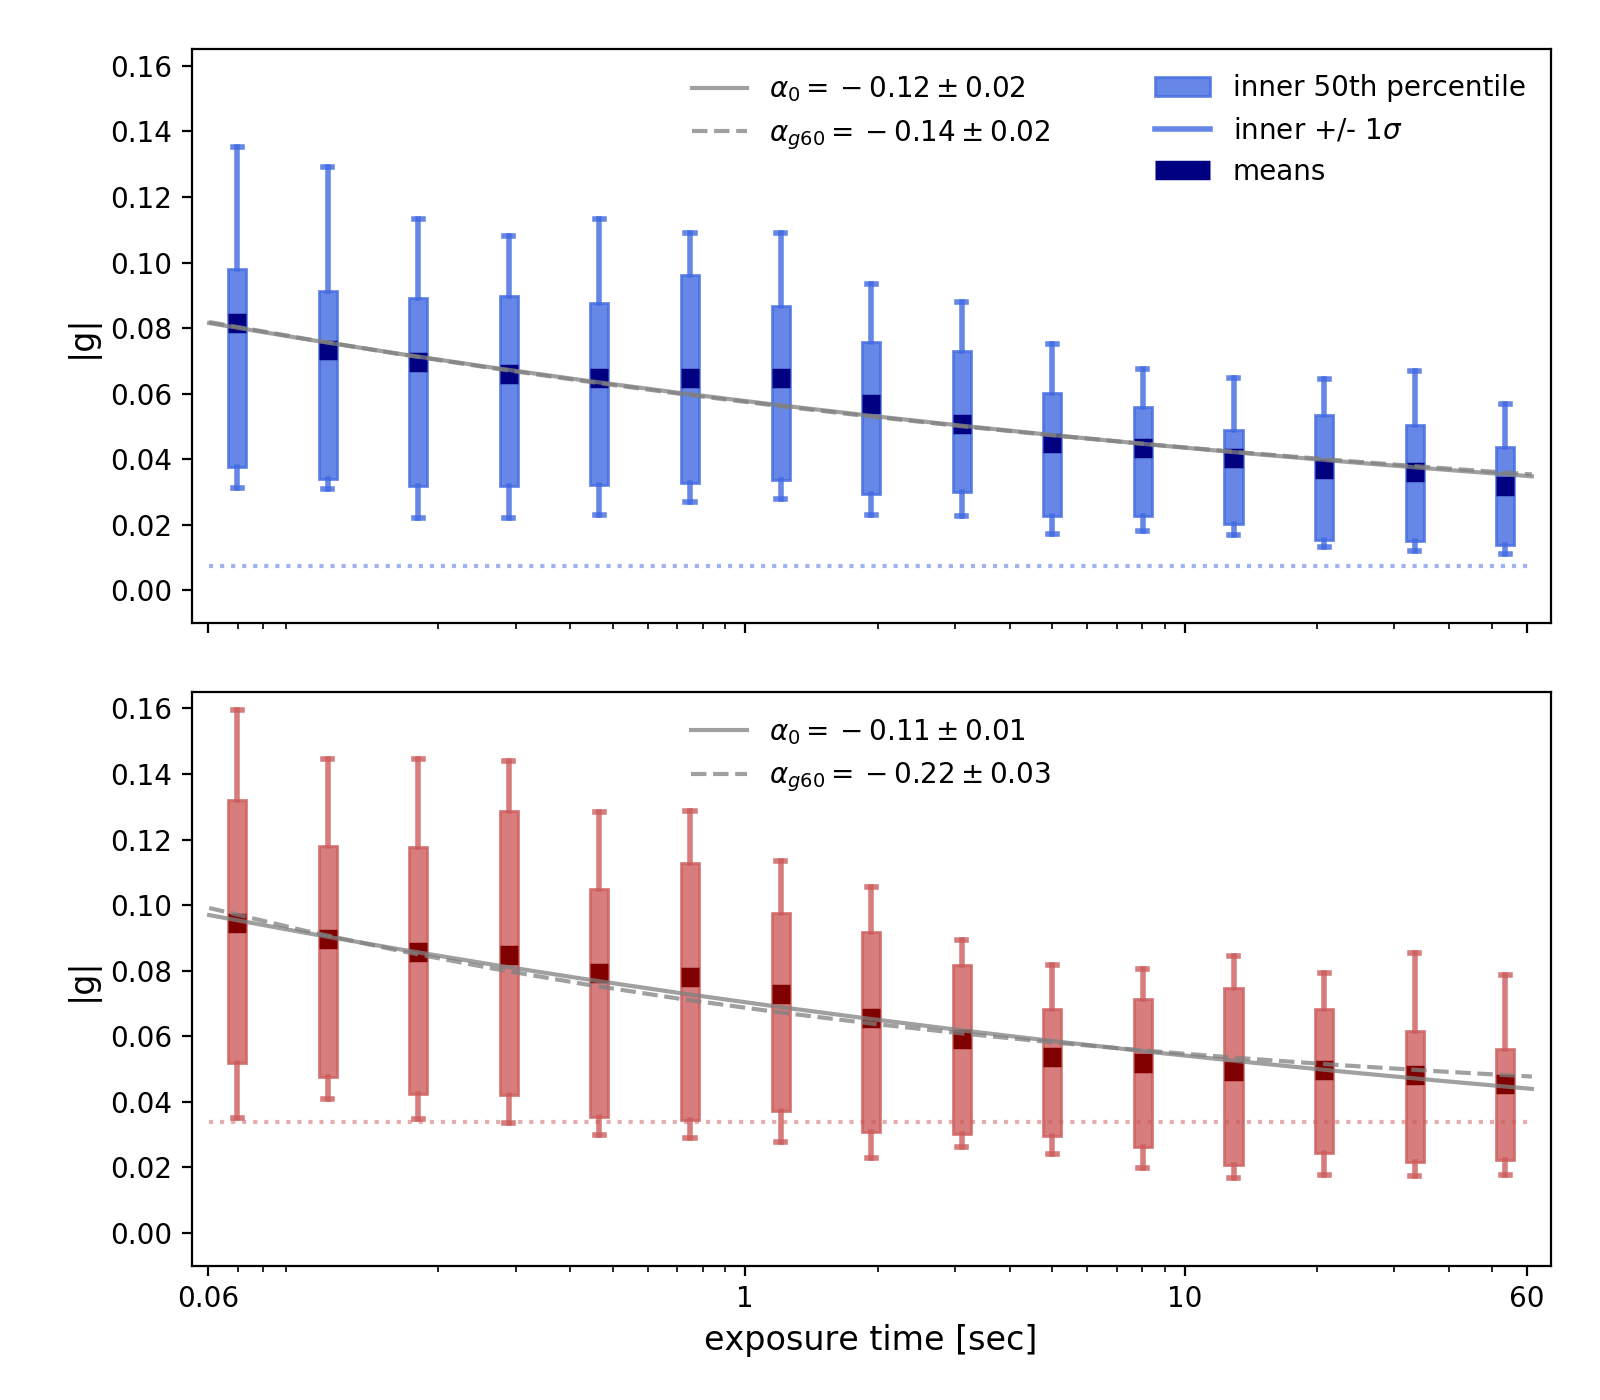 0.16
0.14
0.12
0.10
0.08
0.06
0.04
0.02
0.00
|g|
α₀ = −0.12 ± 0.02
α_g60 = −0.14 ± 0.02
inner 50th percentile
inner +/- 1σ
means
0.16
0.14
0.12
0.10
0.08
0.06
0.04
0.02
0.00
|g|
α₀ = −0.11 ± 0.01
α_g60 = −0.22 ± 0.03
0.06 1 10 60
exposure time [sec]